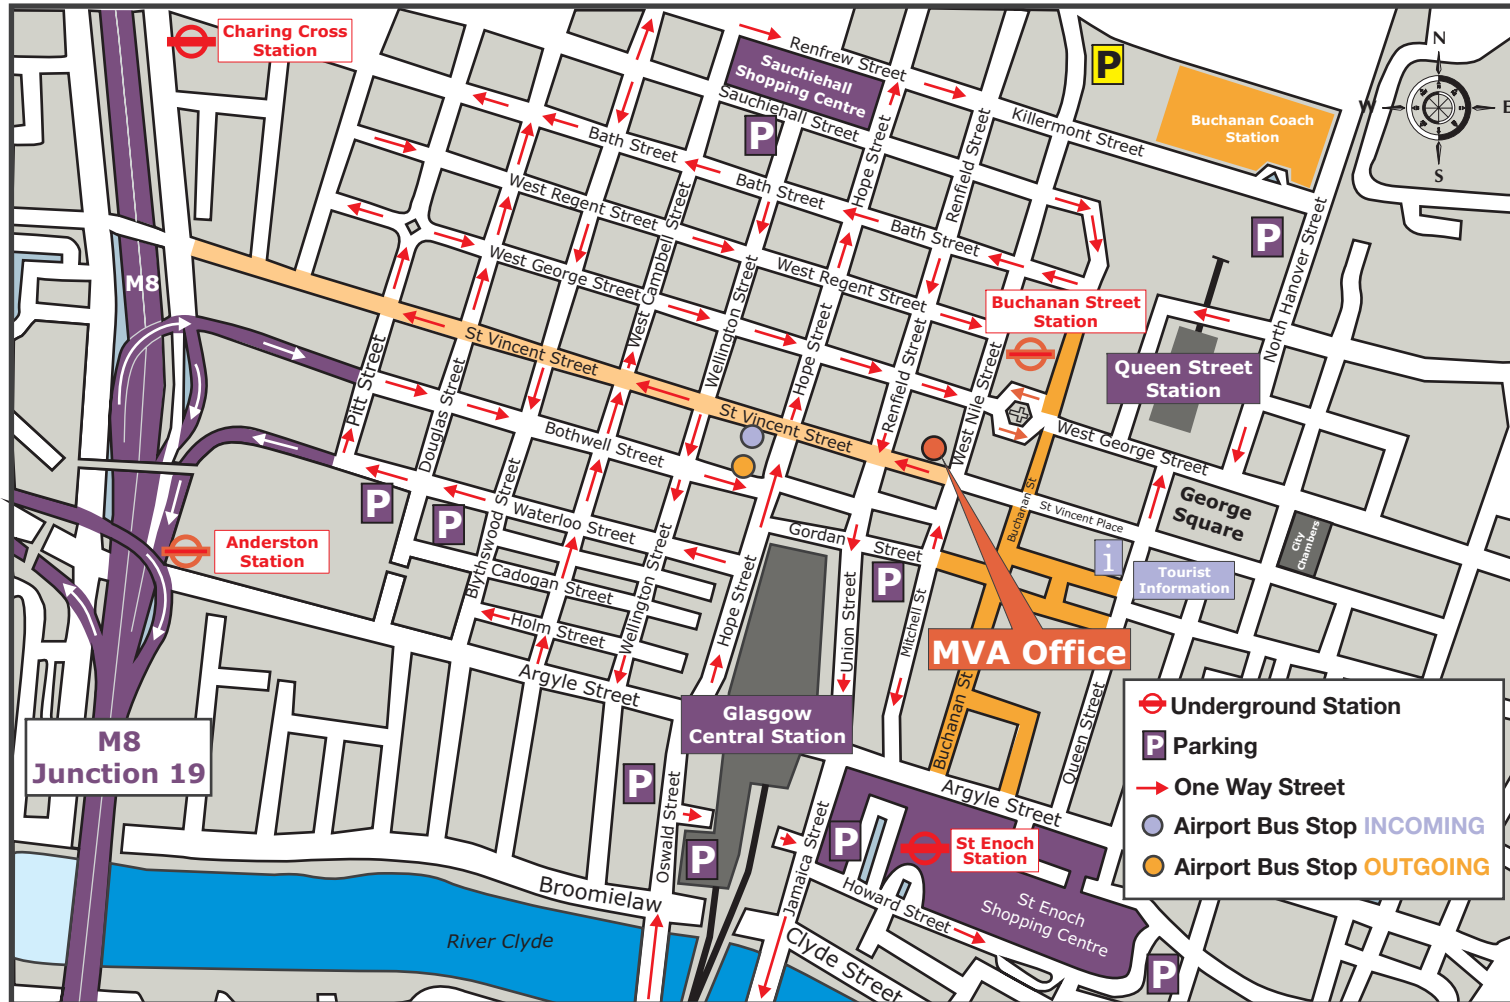 Charing Cross
Station
Renfrew Street
Sauchiehall
Shopping Centre
Sauchiehall Street
P
P
Killermont Street
Buchanan Coach
Station
N
W
E
S
Bath Street
Bath Street
Bath Street
Hope Street
Renfield Street
West Regent Street
West Regent Street
West Campbell Street
West George Street
Wellington Street
P
North Hanover Street
M8
Buchanan Street
Station
Queen Street
Station
St Vincent Street
St Vincent Street
Hope Street
Renfield Street
West Nile Street
Pitt Street
Douglas Street
Bothwell Street
West George Street
George
Square
City
Chambers
St Vincent Place
Buchanan St
P
P
Blythswood Street
Waterloo Street
Wellington Street
Gordan
Street
Anderston
Station
Cadogan Street
Holm Street
Hope Street
Union Street
P
Mitchell St
i
Tourist
Information
MVA Office
Argyle Street
Glasgow
Central Station
Buchanan St
Queen Street
M8
Junction 19
P
Oswald Street
P
Jamaica Street
P
Argyle Street
St Enoch
Station
St Enoch
Shopping Centre
Howard Street
Broomielaw
River Clyde
Clyde Street
P
Underground Station
P Parking
One Way Street
Airport Bus Stop INCOMING
Airport Bus Stop OUTGOING